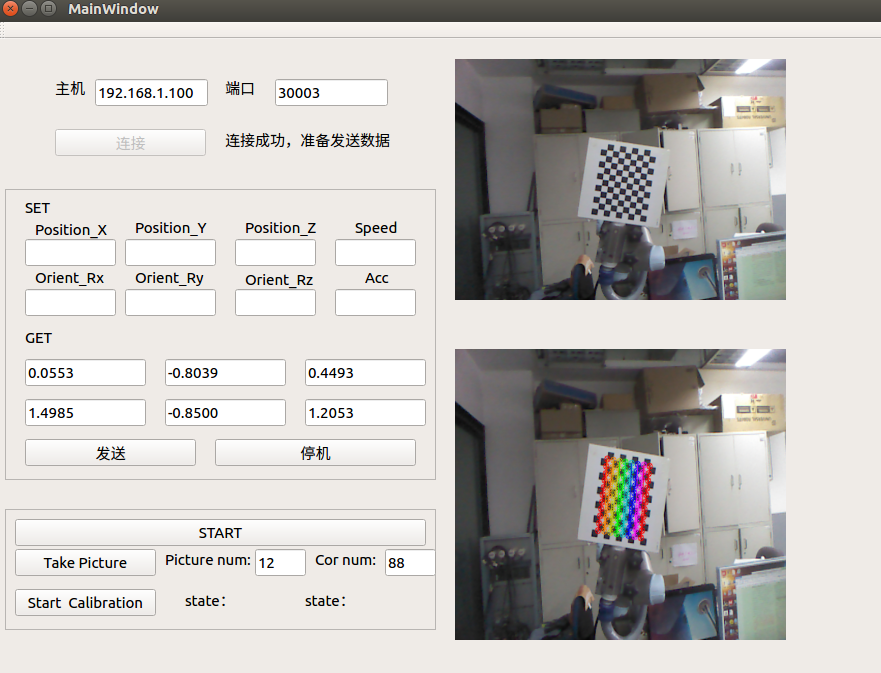 MainWindow
主机 192.168.1.100 端口 30003
连接 连接成功，准备发送数据
SET
Position_X Position_Y Position_Z Speed
Orient_Rx Orient_Ry Orient_Rz Acc
GET
0.0553 -0.8039 0.4493
1.4985 -0.8500 1.2053
发送 停机
START
Take Picture Picture num: 12 Cor num: 88
Start Calibration state： state：